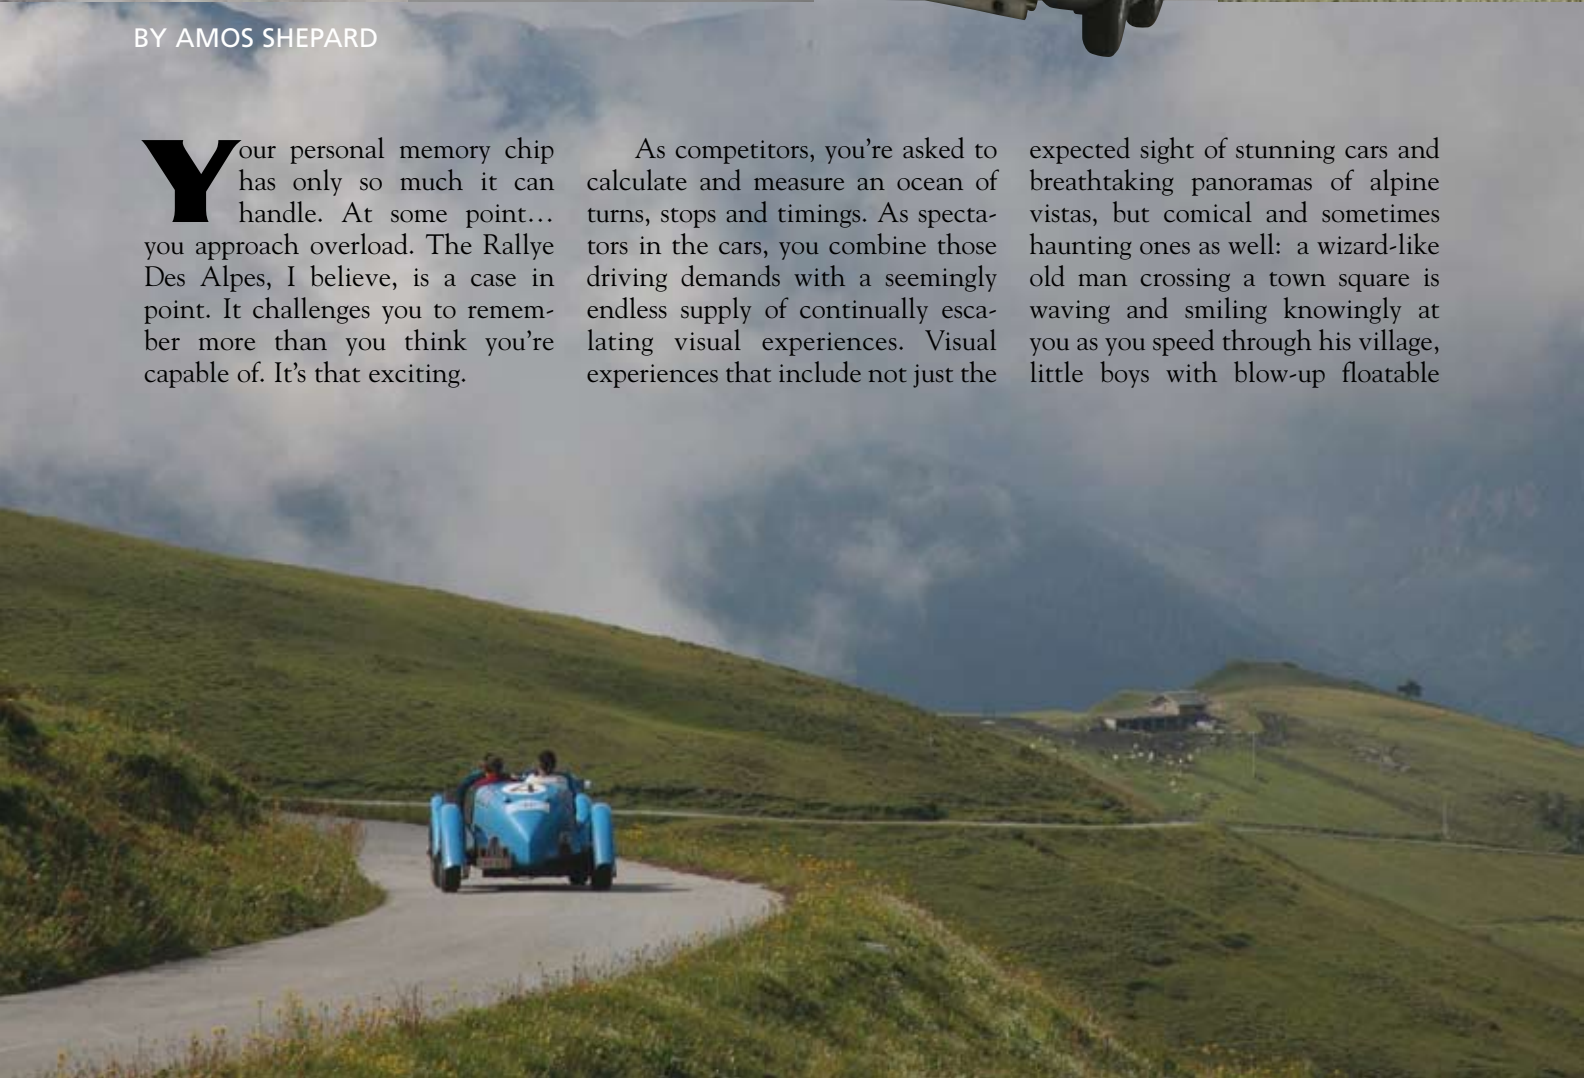 BY AMOS SHEPARD
Your personal memory chip
has only so much it can
handle. At some point…
you approach overload. The Rallye
Des Alpes, I believe, is a case in
point. It challenges you to remem-
ber more than you think you're
capable of. It's that exciting.
As competitors, you're asked to
calculate and measure an ocean of
turns, stops and timings. As specta-
tors in the cars, you combine those
driving demands with a seemingly
endless supply of continually esca-
lating visual experiences. Visual
experiences that include not just the
expected sight of stunning cars and
breathtaking panoramas of alpine
vistas, but comical and sometimes
haunting ones as well: a wizard-like
old man crossing a town square is
waving and smiling knowingly at
you as you speed through his village,
little boys with blow-up floatable